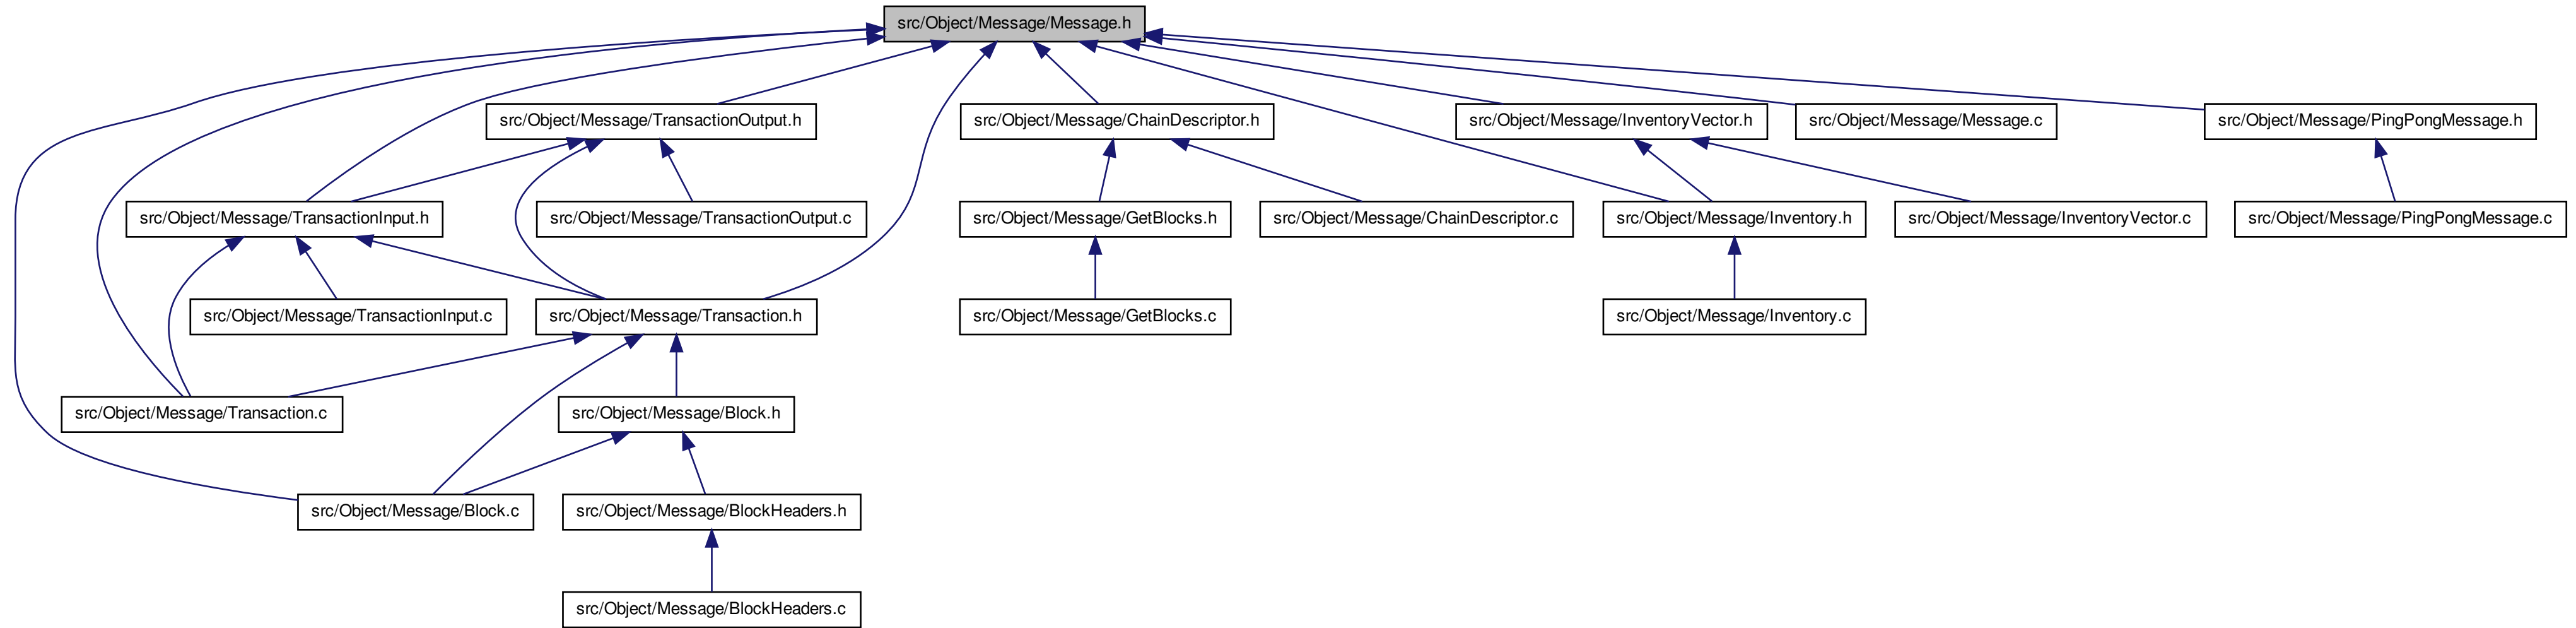 src/Object/Message/Message.h
src/Object/Message/TransactionOutput.h
src/Object/Message/ChainDescriptor.h
src/Object/Message/InventoryVector.h
src/Object/Message/Message.c
src/Object/Message/PingPongMessage.h
src/Object/Message/TransactionInput.h
src/Object/Message/TransactionOutput.c
src/Object/Message/GetBlocks.h
src/Object/Message/ChainDescriptor.c
src/Object/Message/Inventory.h
src/Object/Message/InventoryVector.c
src/Object/Message/PingPongMessage.c
src/Object/Message/TransactionInput.c
src/Object/Message/Transaction.h
src/Object/Message/GetBlocks.c
src/Object/Message/Inventory.c
src/Object/Message/Transaction.c
src/Object/Message/Block.h
src/Object/Message/Block.c
src/Object/Message/BlockHeaders.h
src/Object/Message/BlockHeaders.c